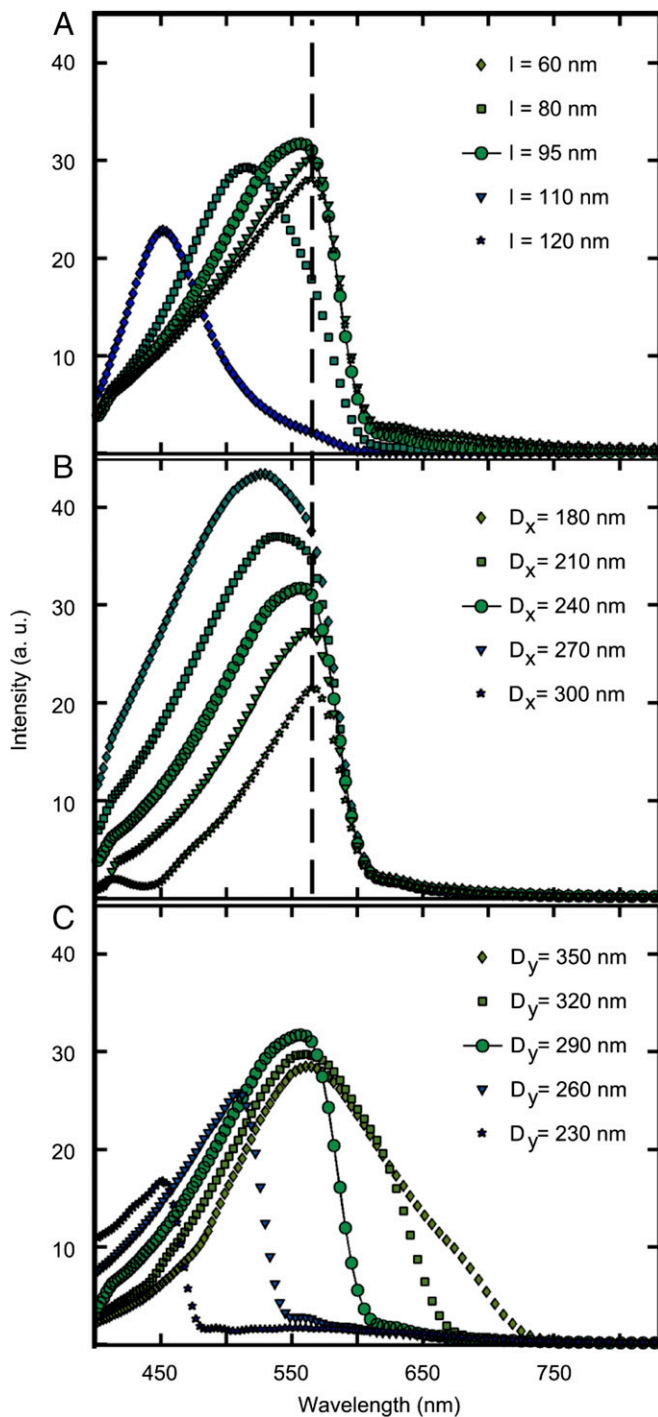 A
40
30
20
10
l = 60 nm
l = 80 nm
l = 95 nm
l = 110 nm
l = 120 nm
B
40
30
20
10
Dx= 180 nm
Dx= 210 nm
Dx= 240 nm
Dx= 270 nm
Dx= 300 nm
Intensity (a. u.)
C
40
30
20
10
Dy= 350 nm
Dy= 320 nm
Dy= 290 nm
Dy= 260 nm
Dy= 230 nm
450 550 650 750
Wavelength (nm)